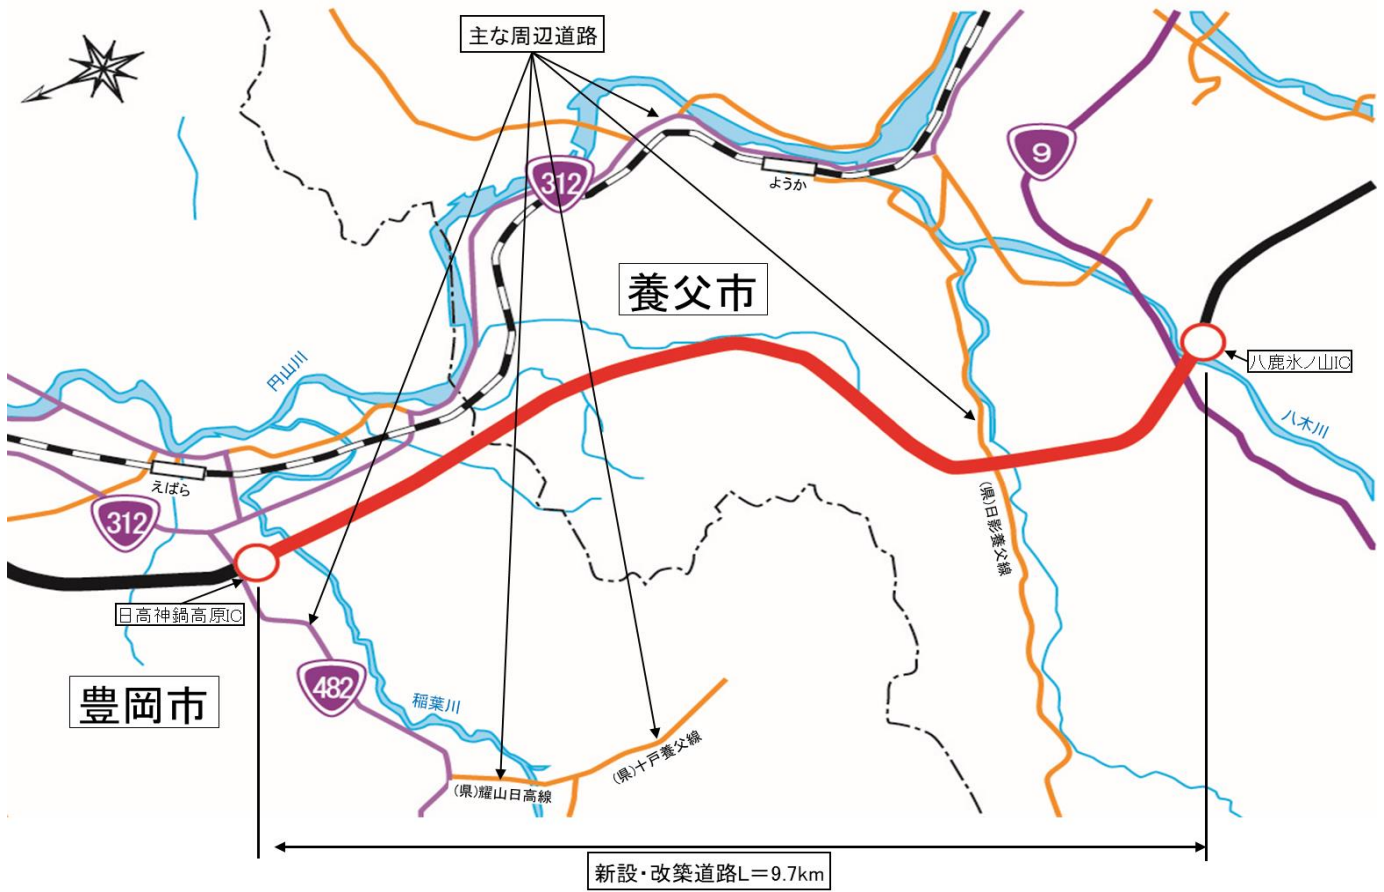 主な周辺道路
9
312
ようか
養父市
円山川
八鹿氷ノ山IC
八木川
えばら
312
(県)日影養父線
日高神鍋高原IC
豊岡市
482
稲葉川
(県)十戸養父線
(県)耀山日高線
新設・改築道路L=9.7km